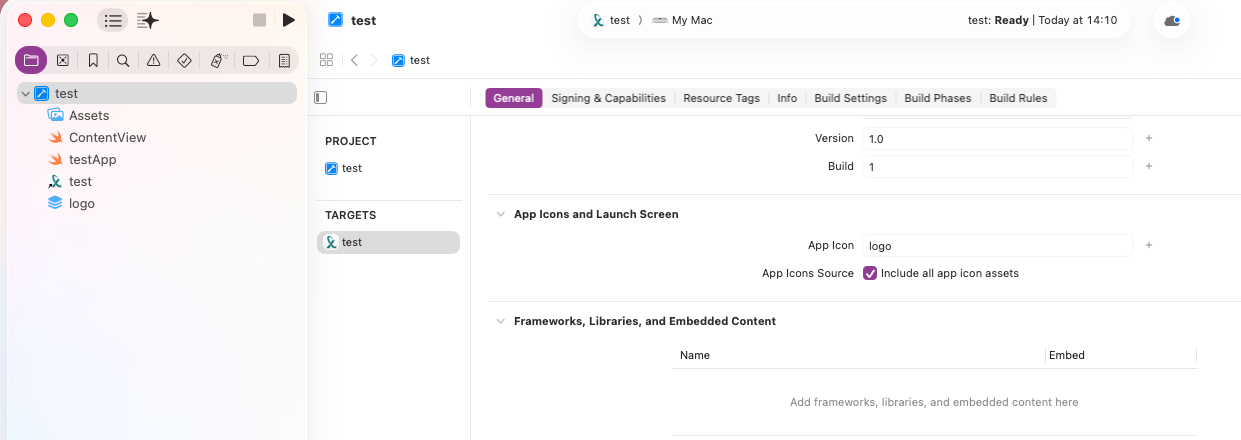 test
test 〉 My Mac
test: Ready | Today at 14:10
test
test
Assets
ContentView
testApp
test
logo
General
Signing & Capabilities
Resource Tags
Info
Build Settings
Build Phases
Build Rules
PROJECT
test
TARGETS
test
Version 1.0
Build 1
App Icons and Launch Screen
App Icon logo
App Icons Source Include all app icon assets
Frameworks, Libraries, and Embedded Content
Name Embed
Add frameworks, libraries, and embedded content here